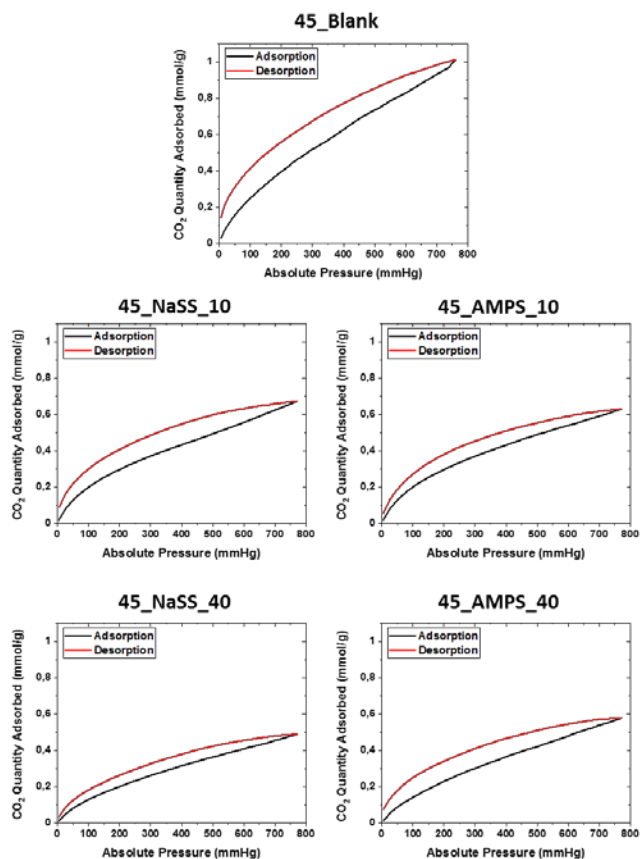 45_Blank
Adsorption
Desorption
CO2 Quantity Adsorbed (mmol/g)
1
0,8
0,6
0,4
0,2
0
0 100 200 300 400 500 600 700 800
Absolute Pressure (mmHg)
45_NaSS_10
Adsorption
Desorption
CO2 Quantity Adsorbed (mmol/g)
1
0,8
0,6
0,4
0,2
0
0 100 200 300 400 500 600 700 800
Absolute Pressure (mmHg)
45_AMPS_10
Adsorption
Desorption
CO2 Quantity Adsorbed (mmol/g)
1
0,8
0,6
0,4
0,2
0
0 100 200 300 400 500 600 700 800
Absolute Pressure (mmHg)
45_NaSS_40
Adsorption
Desorption
CO2 Quantity Adsorbed (mmol/g)
1
0,8
0,6
0,4
0,2
0
0 100 200 300 400 500 600 700 800
Absolute Pressure (mmHg)
45_AMPS_40
Adsorption
Desorption
CO2 Quantity Adsorbed (mmol/g)
1
0,8
0,6
0,4
0,2
0
0 100 200 300 400 500 600 700 800
Absolute Pressure (mmHg)